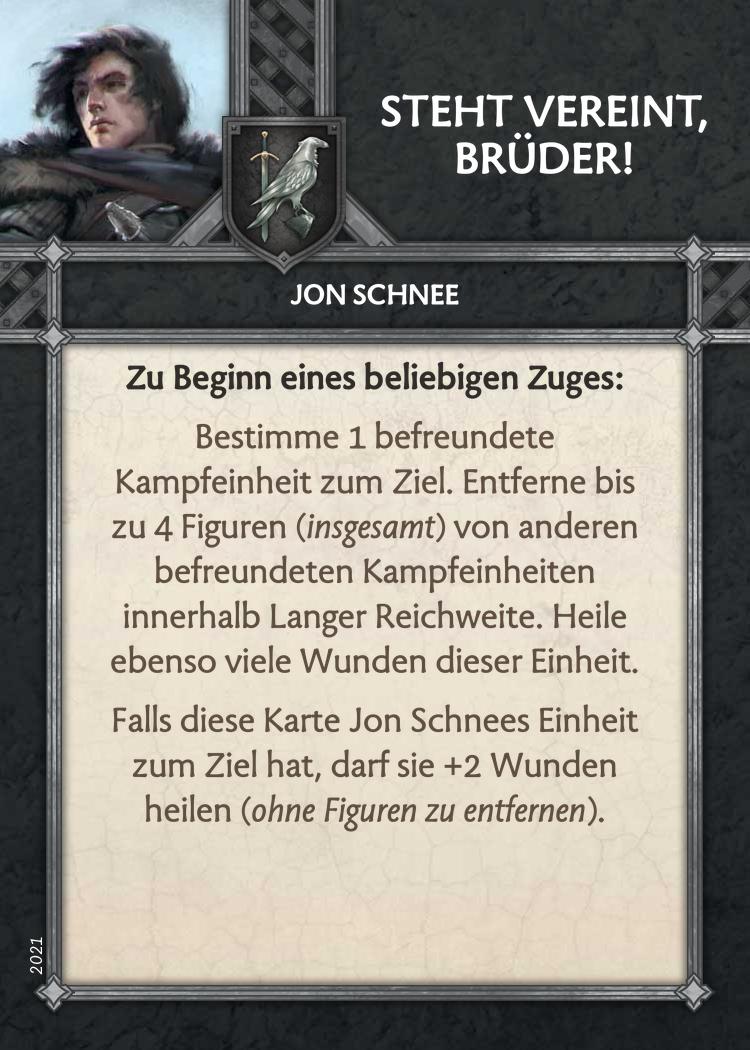 STEHT VEREINT,
BRÜDER!
JON SCHNEE
Zu Beginn eines beliebigen Zuges:
Bestimme 1 befreundete
Kampfeinheit zum Ziel. Entferne bis
zu 4 Figuren (insgesamt) von anderen
befreundeten Kampfeinheiten
innerhalb Langer Reichweite. Heile
ebenso viele Wunden dieser Einheit.
Falls diese Karte Jon Schnees Einheit
zum Ziel hat, darf sie +2 Wunden
heilen (ohne Figuren zu entfernen).
2021